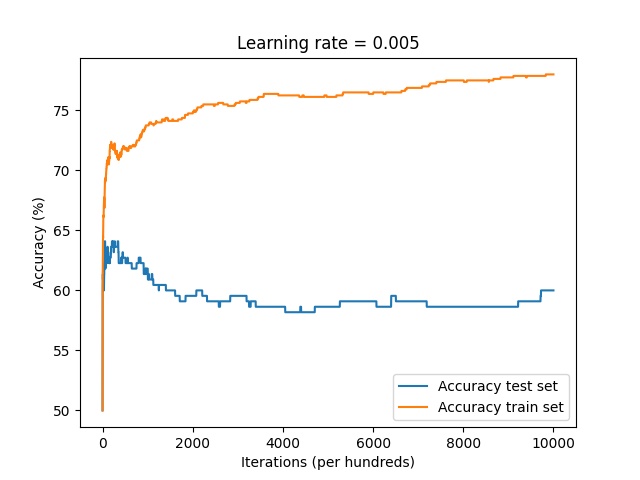 Learning rate = 0.005
Accuracy (%)
75
70
65
60
55
50
0
2000
4000
6000
8000
10000
Iterations (per hundreds)
Accuracy test set
Accuracy train set